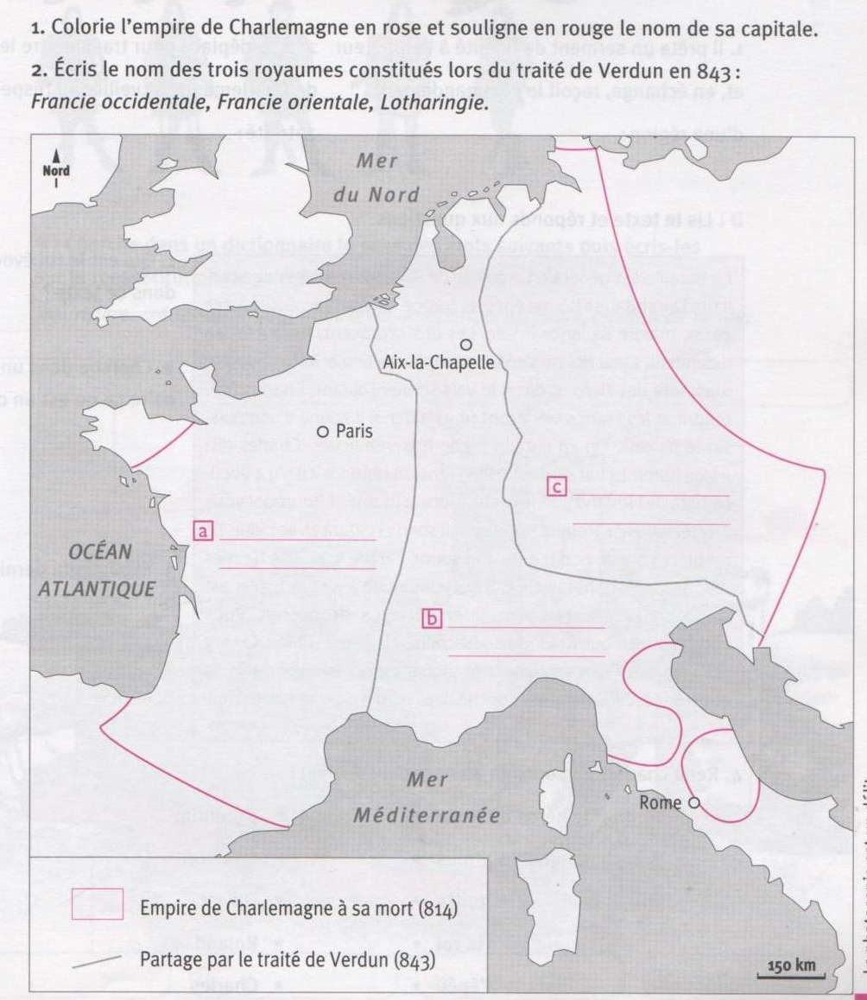 1. Colorie l'empire de Charlemagne en rose et souligne en rouge le nom de sa capitale.
2. Écris le nom des trois royaumes constitués lors du traité de Verdun en 843 :
Francie occidentale, Francie orientale, Lotharingie.
Nord
Mer
du Nord
Aix-la-Chapelle
Paris
c
a
OCÉAN
ATLANTIQUE
b
Mer
Méditerranée
Rome
Empire de Charlemagne à sa mort (814)
Partage par le traité de Verdun (843)
150 km